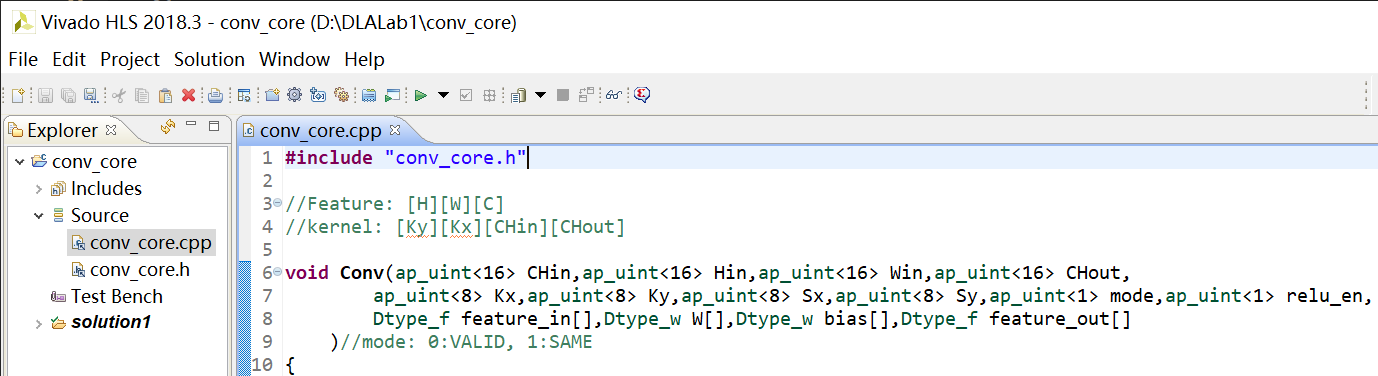 Vivado HLS 2018.3 - conv_core (D:\DLALab1\conv_core)
File Edit Project Solution Window Help
Explorer
conv_core
Includes
Source
conv_core.cpp
conv_core.h
Test Bench
solution1
conv_core.cpp
1 #include "conv_core.h"
2
3 //Feature: [H][W][C]
4 //kernel: [Ky][Kx][CHin][CHout]
5
6 void Conv(ap_uint<16> CHin,ap_uint<16> Hin,ap_uint<16> Win,ap_uint<16> CHout,
7 ap_uint<8> Kx,ap_uint<8> Ky,ap_uint<8> Sx,ap_uint<8> Sy,ap_uint<1> mode,ap_uint<1> relu_en,
8 Dtype_f feature_in[],Dtype_w W[],Dtype_w bias[],Dtype_f feature_out[]
9 )//mode: 0:VALID, 1:SAME
10 {